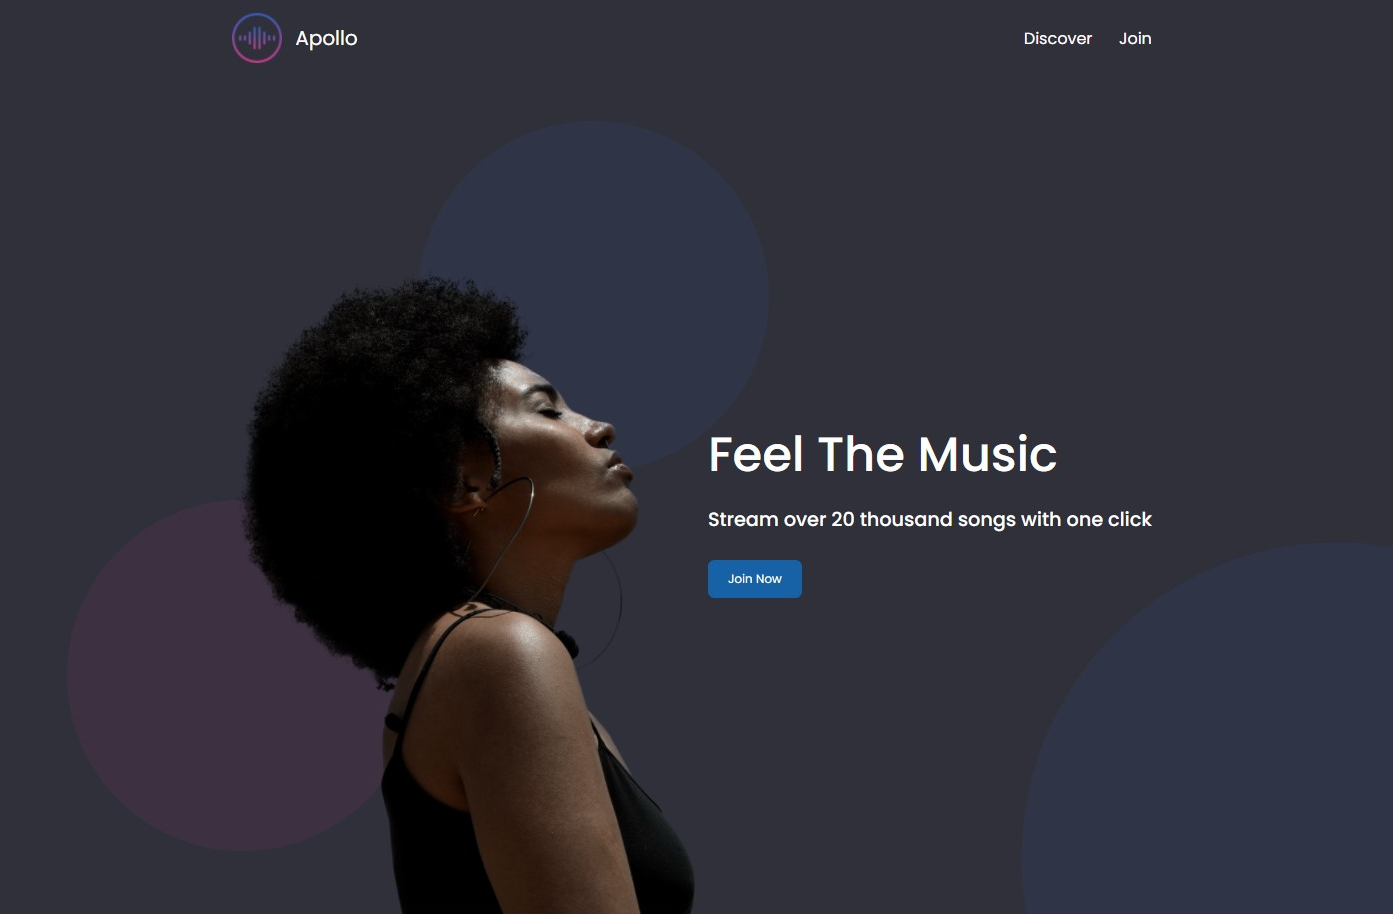 Apollo
Discover Join
Feel The Music
Stream over 20 thousand songs with one click
Join Now